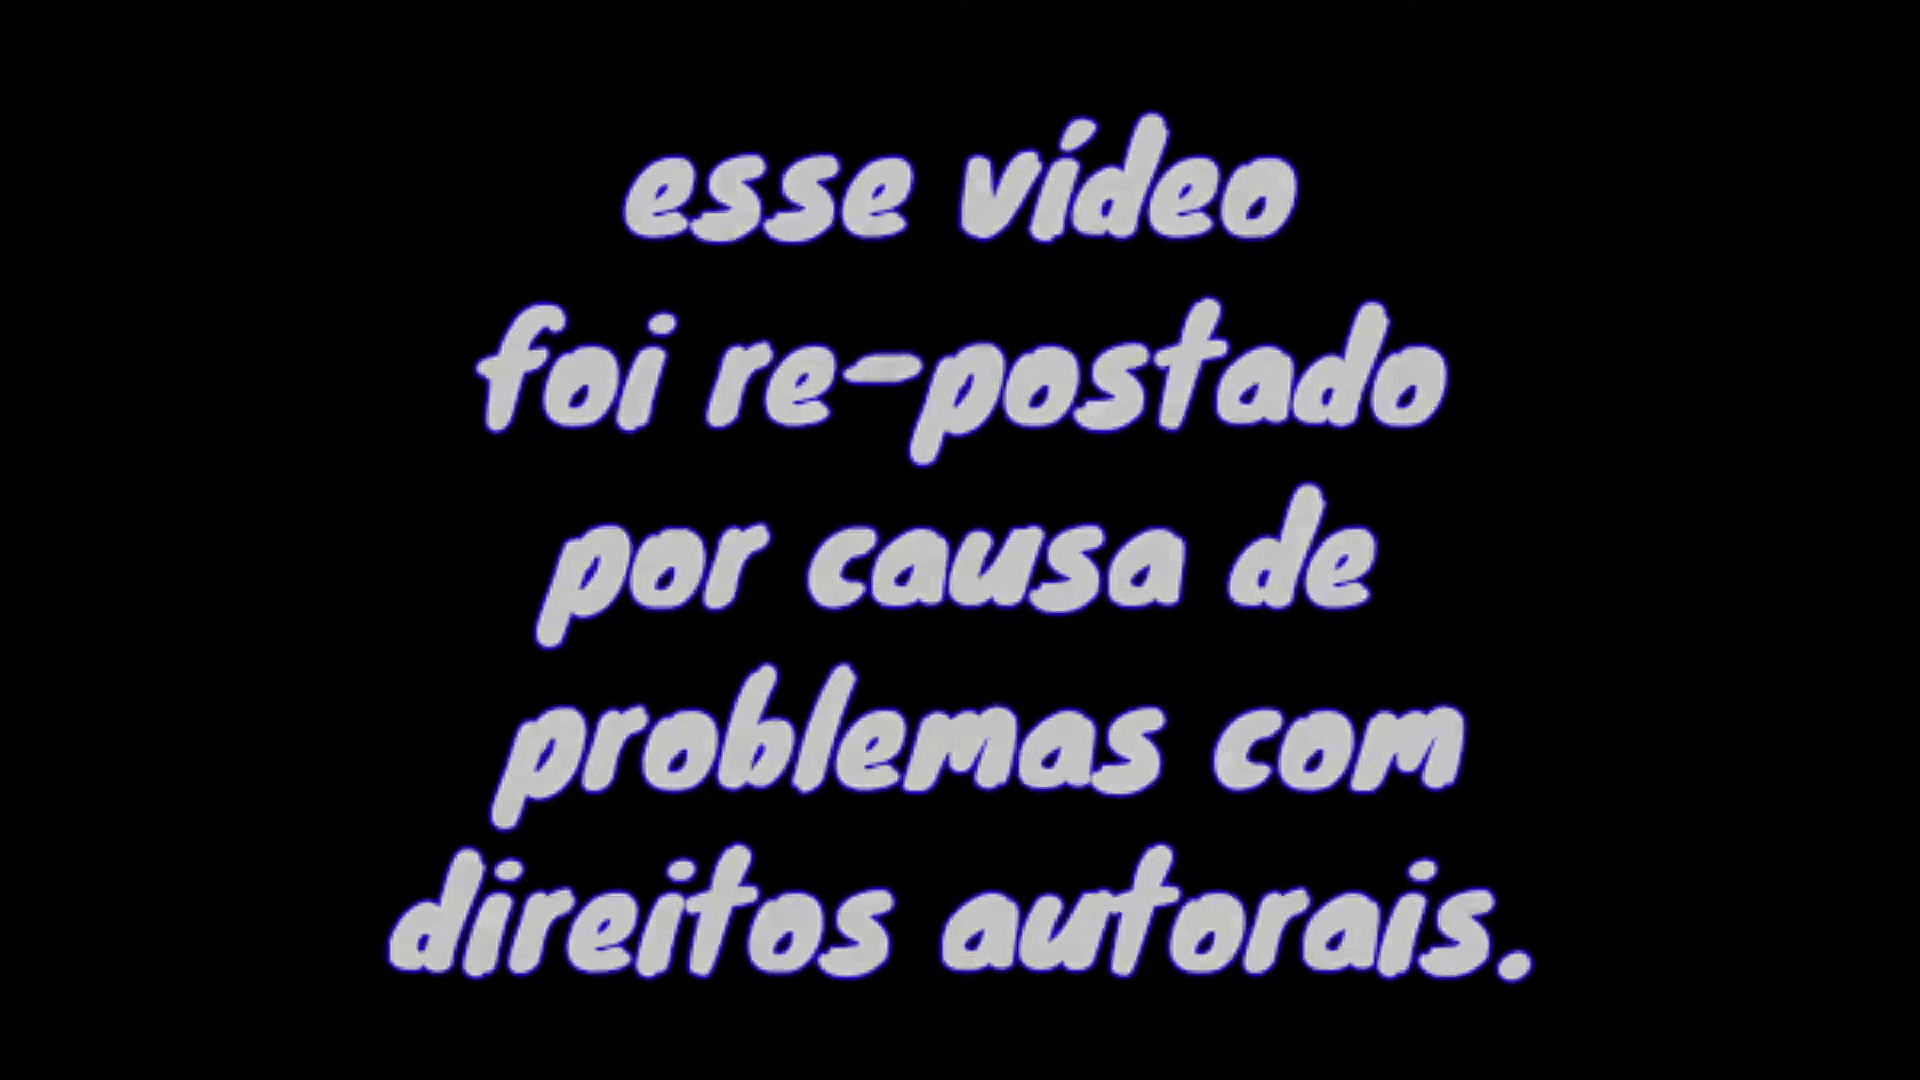 esse vídeo
foi re-postado
por causa de
problemas com
direitos autorais.